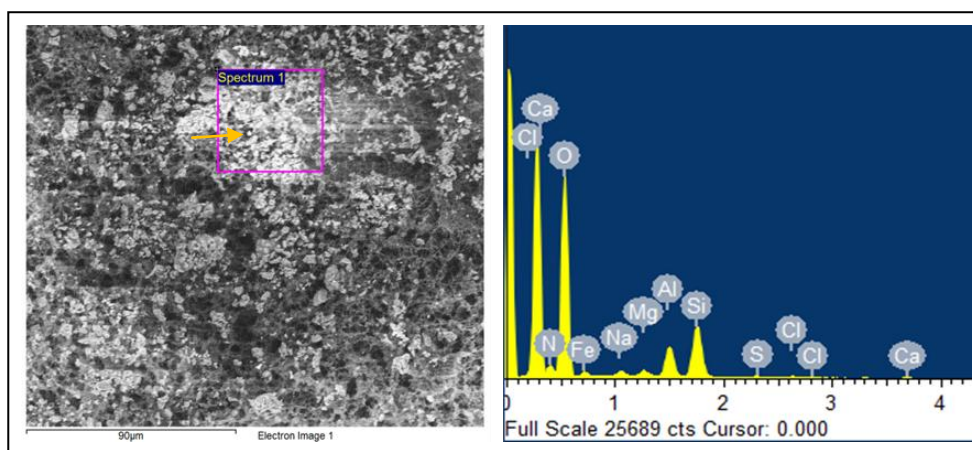 Spectrum 1
90µm
Electron Image 1
Ca
Cl
O
N
Fe
Na
Mg
Al
Si
S
Cl
Cl
Ca
0 1 2 3 4
Full Scale 25689 cts Cursor: 0.000